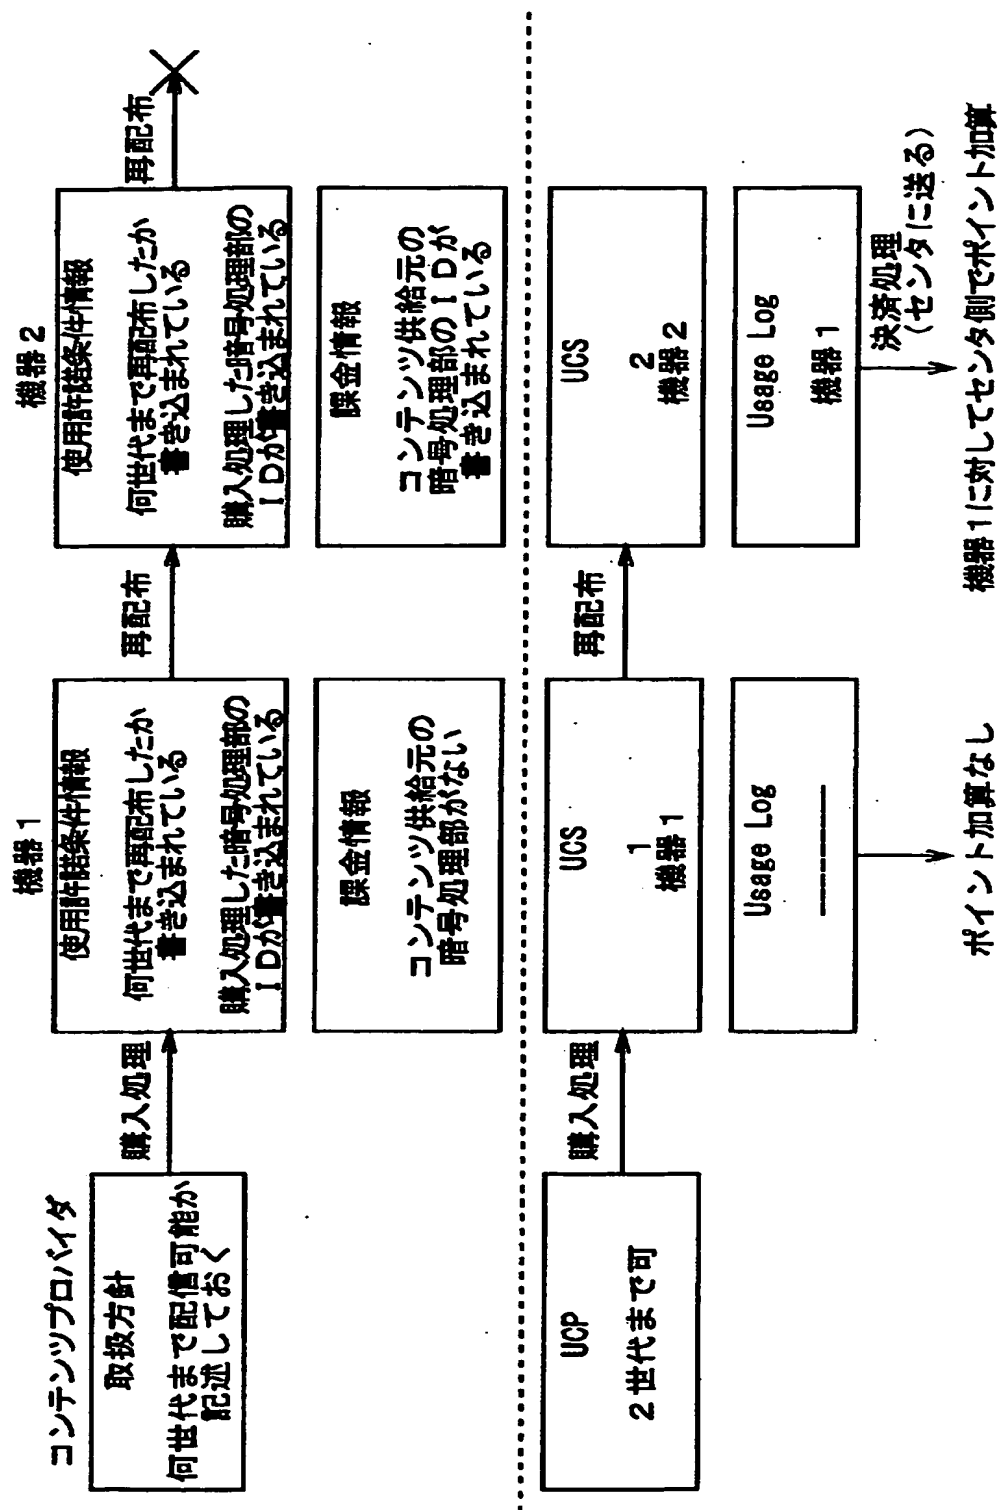 コンテンツプロバイダ
取扱方針
何世代まで配信可能か
記述しておく
購入処理
機器1
使用許諾条件情報
何世代まで再配布したか
書き込まれている
購入処理した暗号処理部の
IDが書き込まれている
課金情報
コンテンツ供給元の
暗号処理部がない
再配布
機器2
使用許諾条件情報
何世代まで再配布したか
書き込まれている
購入処理した暗号処理部の
IDが書き込まれている
課金情報
コンテンツ供給元の
暗号処理部のIDが
書き込まれている
再配布
UCP
2世代まで可
購入処理
UCS
1
機器1
Usage Log
ポイント加算なし
再配布
UCS
2
機器2
Usage Log
機器1
決済処理
(センタに送る)
機器1に対してセンタ側でポイント加算